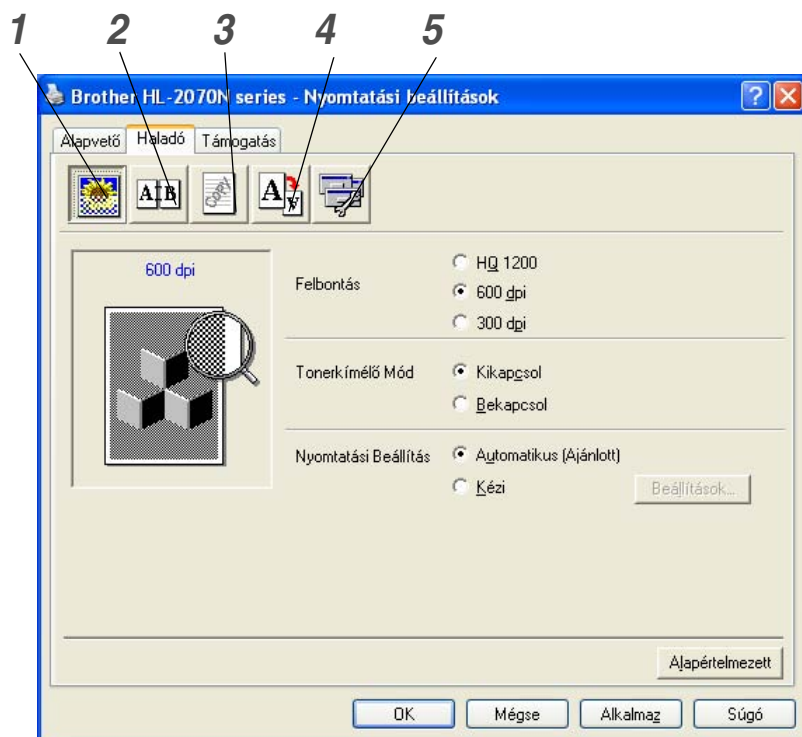 1 2 3 4 5
Brother HL-2070N series - Nyomtatási beállítások
Alapvető Haladó Támogatás
A B COPY A A
600 dpi
Felbontás
HQ 1200
600 dpi
300 dpi
Tonerkímélő Mód
Kikapcsol
Bekapcsol
Nyomtatási Beállítás
Automatikus (Ajánlott)
Kézi
Beállítások...
Alapértelmezett
OK Mégse Alkalmaz Súgó